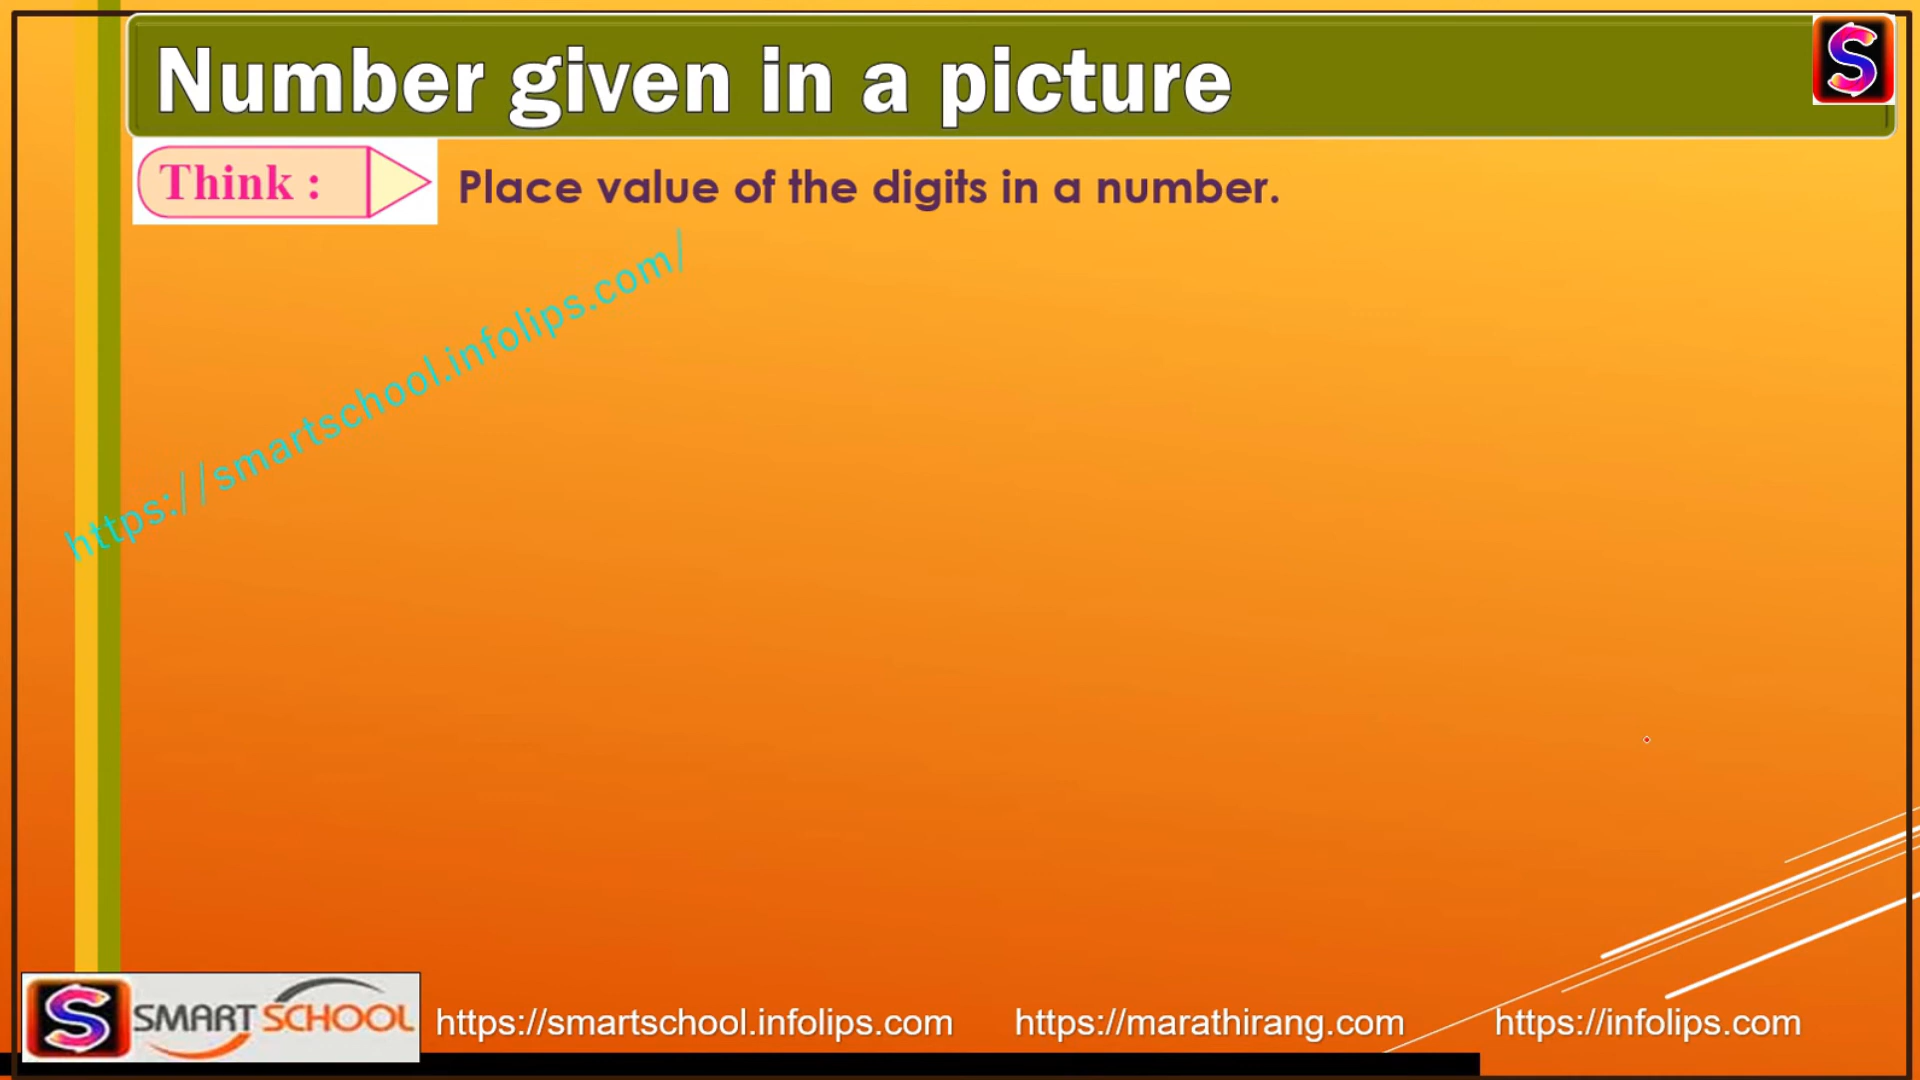 Number given in a picture
S
Think :
Place value of the digits in a number.
https://smartschool.infolips.com/
S SMART SCHOOL
https://smartschool.infolips.com
https://marathirang.com
https://infolips.com